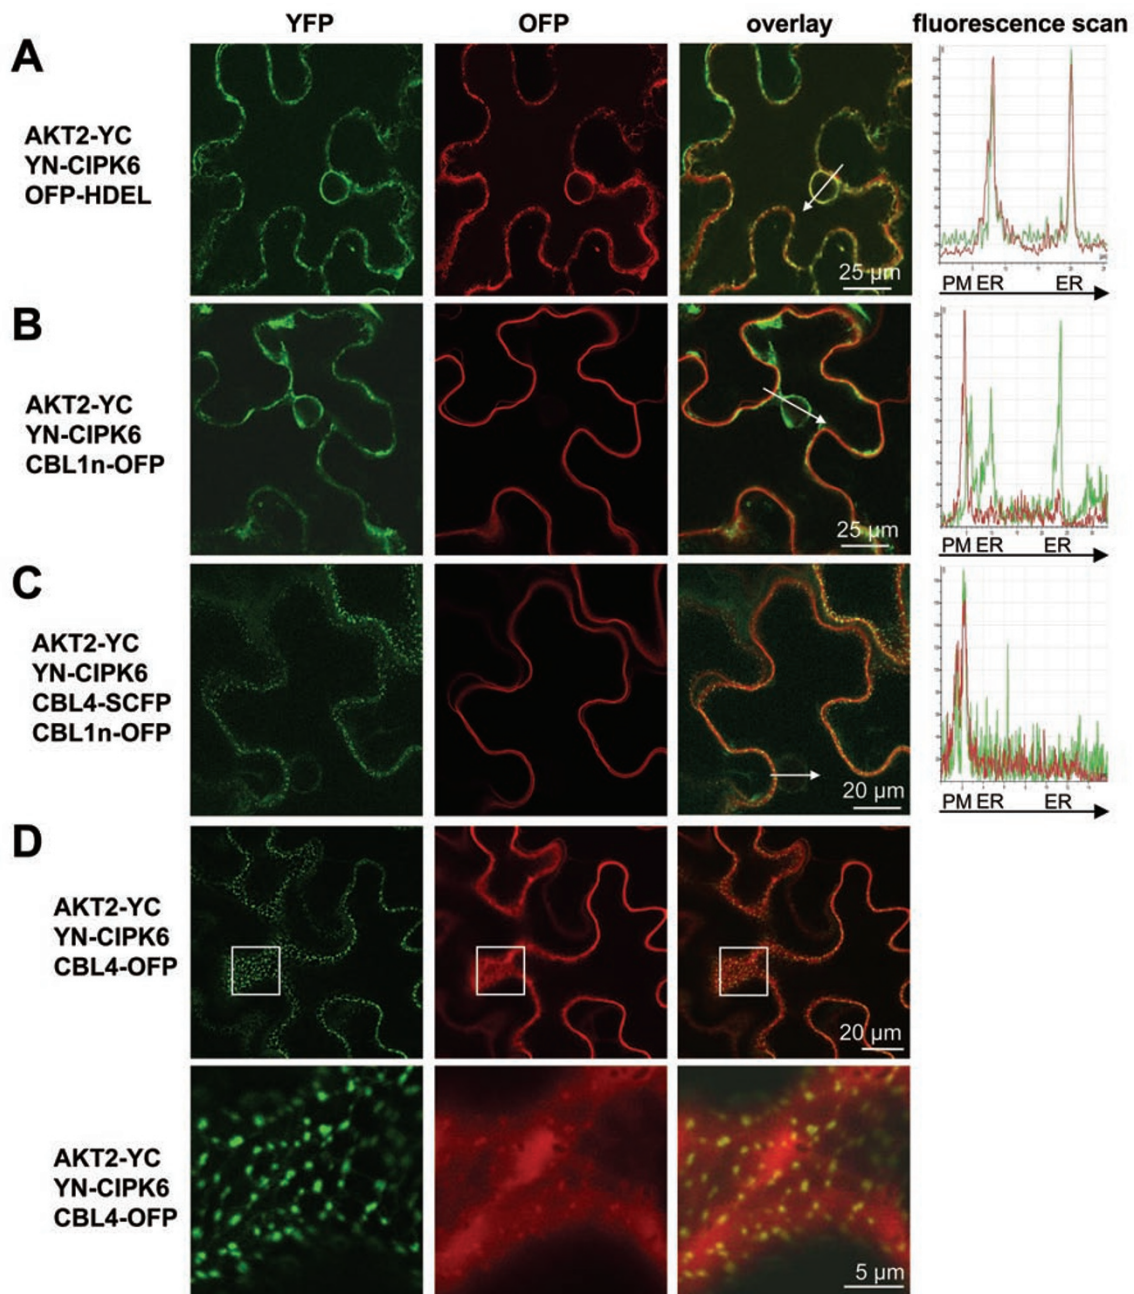 YFP OFP overlay fluorescence scan
A
AKT2-YC
YN-CIPK6
OFP-HDEL
25 µm
PM ER ER
B
AKT2-YC
YN-CIPK6
CBL1n-OFP
25 µm
PM ER ER
C
AKT2-YC
YN-CIPK6
CBL4-SCFP
CBL1n-OFP
20 µm
PM ER ER
D
AKT2-YC
YN-CIPK6
CBL4-OFP
20 µm
AKT2-YC
YN-CIPK6
CBL4-OFP
5 µm